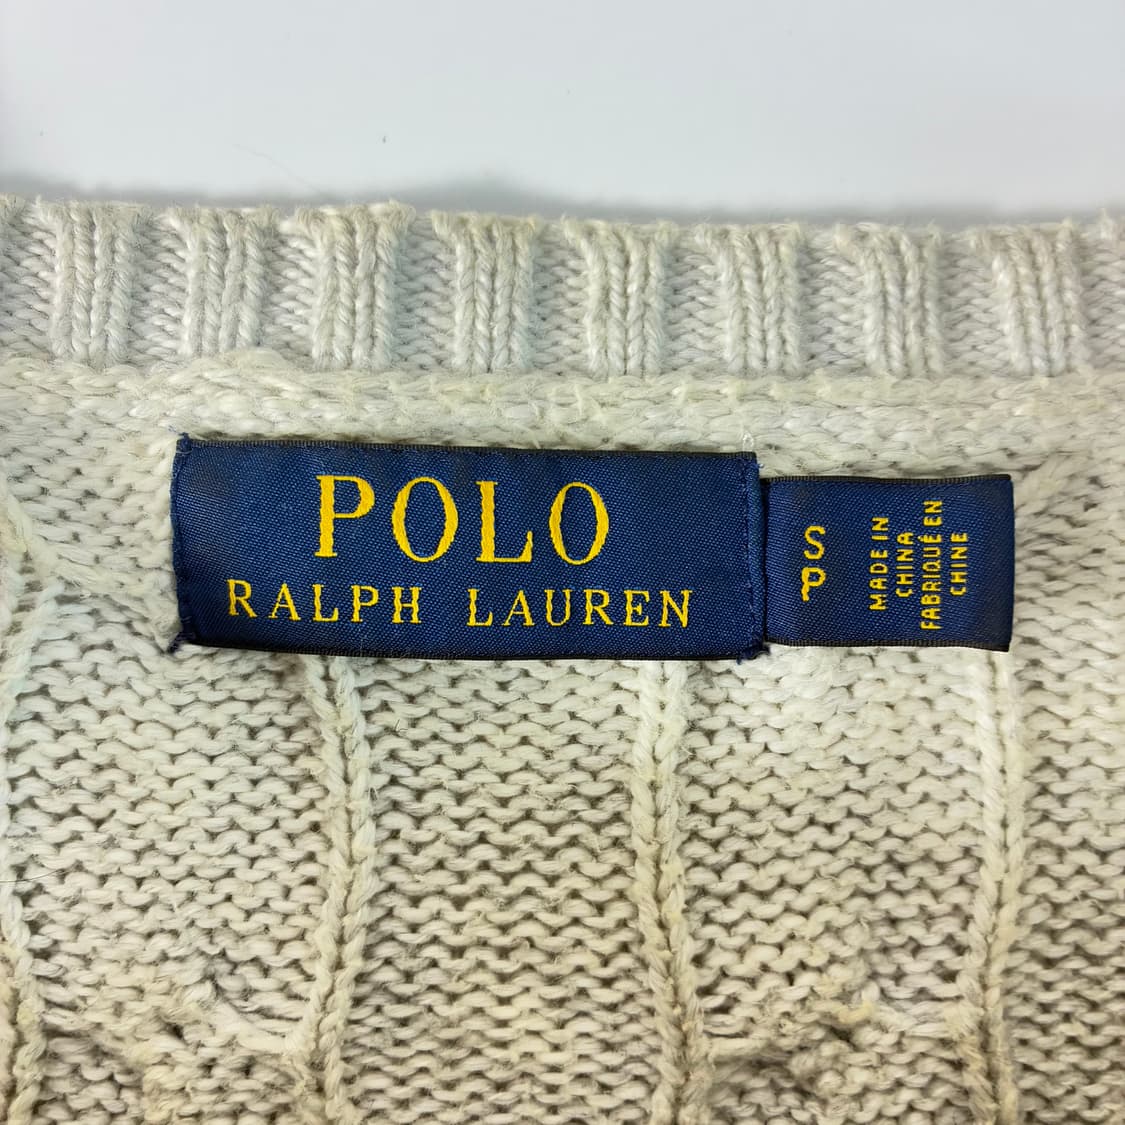 POLO
RALPH LAUREN
S
P
MADE IN
CHINA
FABRIQUÉ EN
CHINE